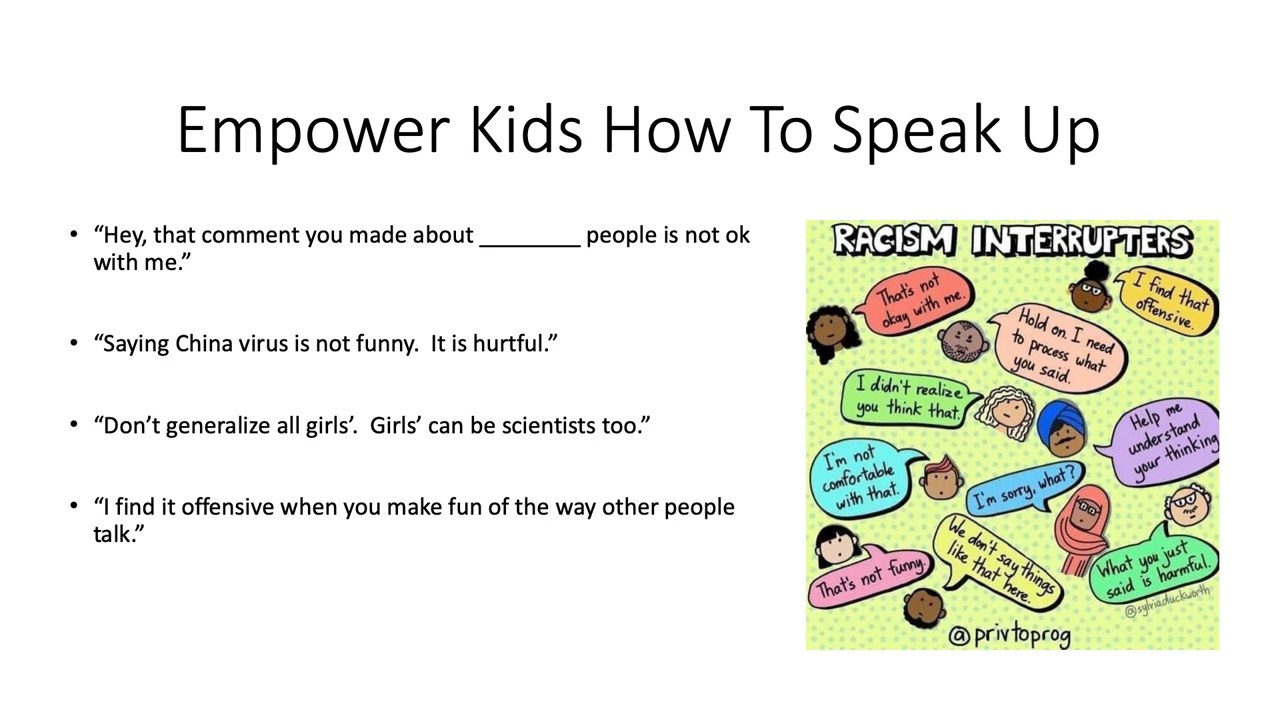 Empower Kids How To Speak Up
• “Hey, that comment you made about ________ people is not ok
with me.”
• “Saying China virus is not funny.  It is hurtful.”
• “Don’t generalize all girls’.  Girls’ can be scientists too.”
• “I find it offensive when you make fun of the way other people
talk.”
RACISM INTERRUPTERS
That's not
okay with me.
I find that
offensive.
Hold on. I need
to process what
you said.
I didn't realize
you think that.
Help me
understand
your thinking
I'm not
comfortable
with that.
I'm sorry, what?
We don't say things
like that here.
That's not funny.
What you just
said is harmful.
@sylviaduckworth
@privtoprog